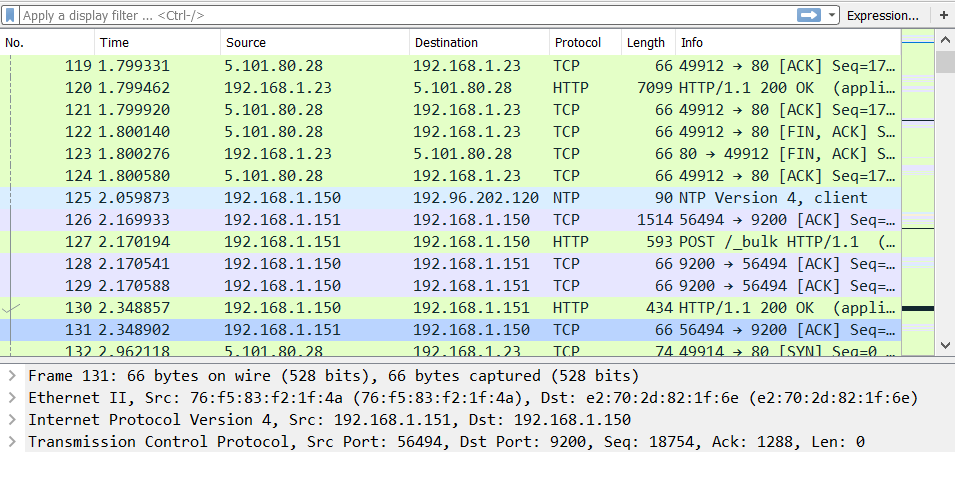 Apply a display filter ... <Ctrl-/> Expression... +
No. Time Source Destination Protocol Length Info
119 1.799331 5.101.80.28 192.168.1.23 TCP 66 49912 → 80 [ACK] Seq=17…
120 1.799462 192.168.1.23 5.101.80.28 HTTP 7099 HTTP/1.1 200 OK (appli…
121 1.799920 5.101.80.28 192.168.1.23 TCP 66 49912 → 80 [ACK] Seq=17…
122 1.800140 5.101.80.28 192.168.1.23 TCP 66 49912 → 80 [FIN, ACK] S…
123 1.800276 192.168.1.23 5.101.80.28 TCP 66 80 → 49912 [FIN, ACK] S…
124 1.800580 5.101.80.28 192.168.1.23 TCP 66 49912 → 80 [ACK] Seq=17…
125 2.059873 192.168.1.150 192.96.202.120 NTP 90 NTP Version 4, client
126 2.169933 192.168.1.151 192.168.1.150 TCP 1514 56494 → 9200 [ACK] Seq=…
127 2.170194 192.168.1.151 192.168.1.150 HTTP 593 POST /_bulk HTTP/1.1 (…
128 2.170541 192.168.1.150 192.168.1.151 TCP 66 9200 → 56494 [ACK] Seq=…
129 2.170588 192.168.1.150 192.168.1.151 TCP 66 9200 → 56494 [ACK] Seq=…
130 2.348857 192.168.1.150 192.168.1.151 HTTP 434 HTTP/1.1 200 OK (appli…
131 2.348902 192.168.1.151 192.168.1.150 TCP 66 56494 → 9200 [ACK] Seq=…
132 2.962118 5.101.80.28 192.168.1.23 TCP 74 49914 → 80 [SYN] Seq=0 …
Frame 131: 66 bytes on wire (528 bits), 66 bytes captured (528 bits)
Ethernet II, Src: 76:f5:83:f2:1f:4a (76:f5:83:f2:1f:4a), Dst: e2:70:2d:82:1f:6e (e2:70:2d:82:1f:6e)
Internet Protocol Version 4, Src: 192.168.1.151, Dst: 192.168.1.150
Transmission Control Protocol, Src Port: 56494, Dst Port: 9200, Seq: 18754, Ack: 1288, Len: 0